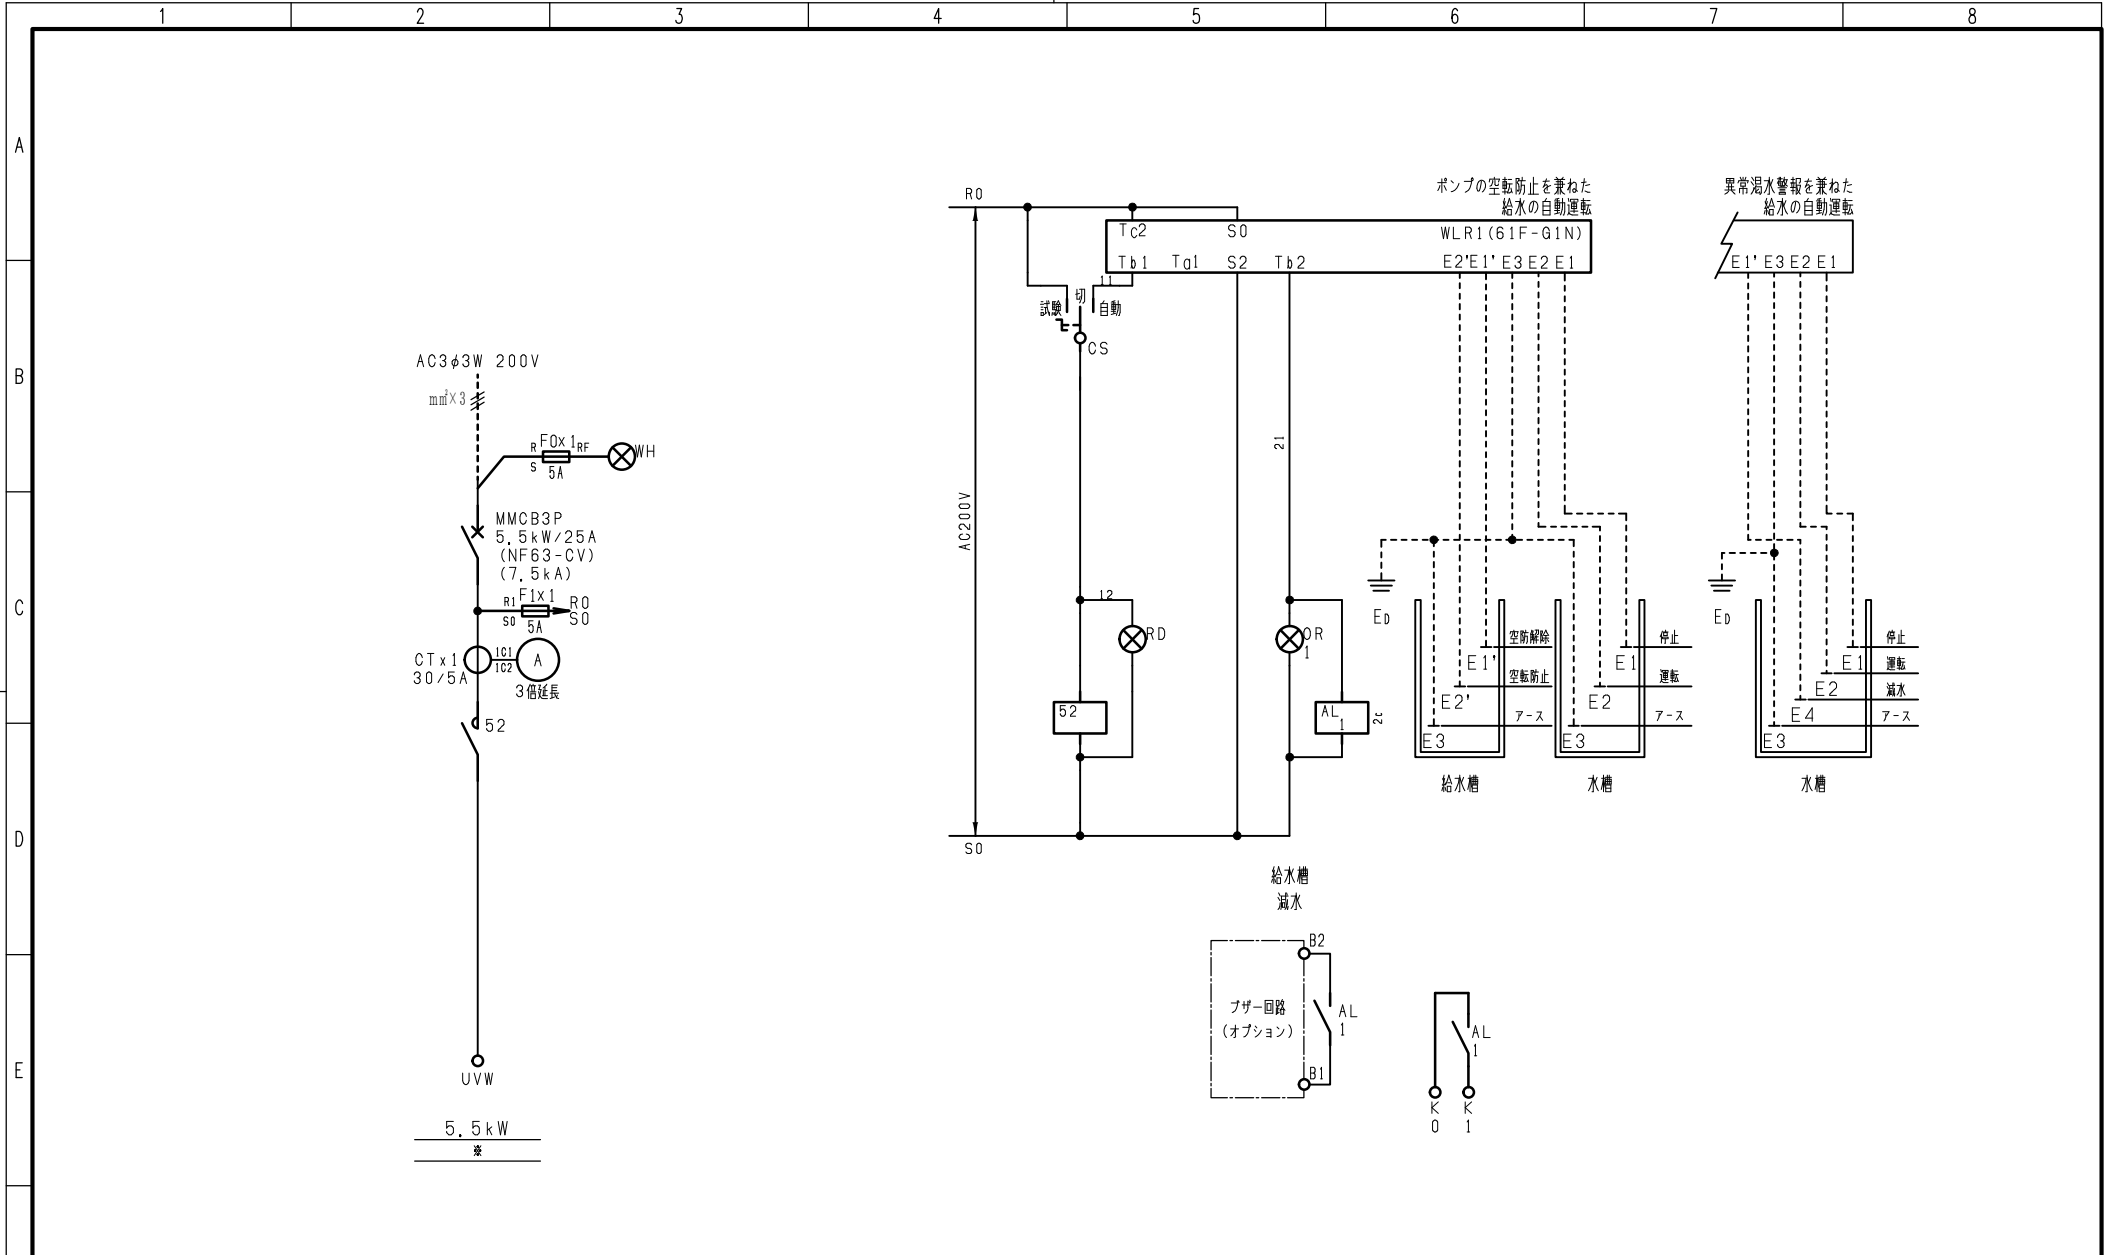 1 2 3 4 5 6 7 8
A
B
C
D
E
AC3φ3W 200V
mm²×3
R F0x1 RF
S 5A
WH
MMCB3P
5.5kW/25A
(NF63-CV)
(7.5kA)
R1 F1x1 R0
S0 5A S0
CTx1
30/5A
1C1
1C2
A
3倍延長
52
UVW
5.5kW
※
R0
AC200V
S0
ポンプの空転防止を兼ねた
給水の自動運転
Tc2 S0 WLR1(61F-G1N)
Tb1 Ta1 S2 Tb2 E2' E1' E3 E2 E1
11
試験 切 自動
CS
21
12
RD
OR
1
52
AL
1
2c
ED
空防解除
E1'
空転防止
E2'
アース
E3
給水槽
停止
E1
運転
E2
アース
E3
水槽
異常渇水警報を兼ねた
給水の自動運転
E1' E3 E2 E1
ED
停止
E1
運転
E2
減水
E4
アース
E3
水槽
給水槽
減水
B2
ブザー回路
(オプション)
AL
1
B1
AL
1
K K
0 1